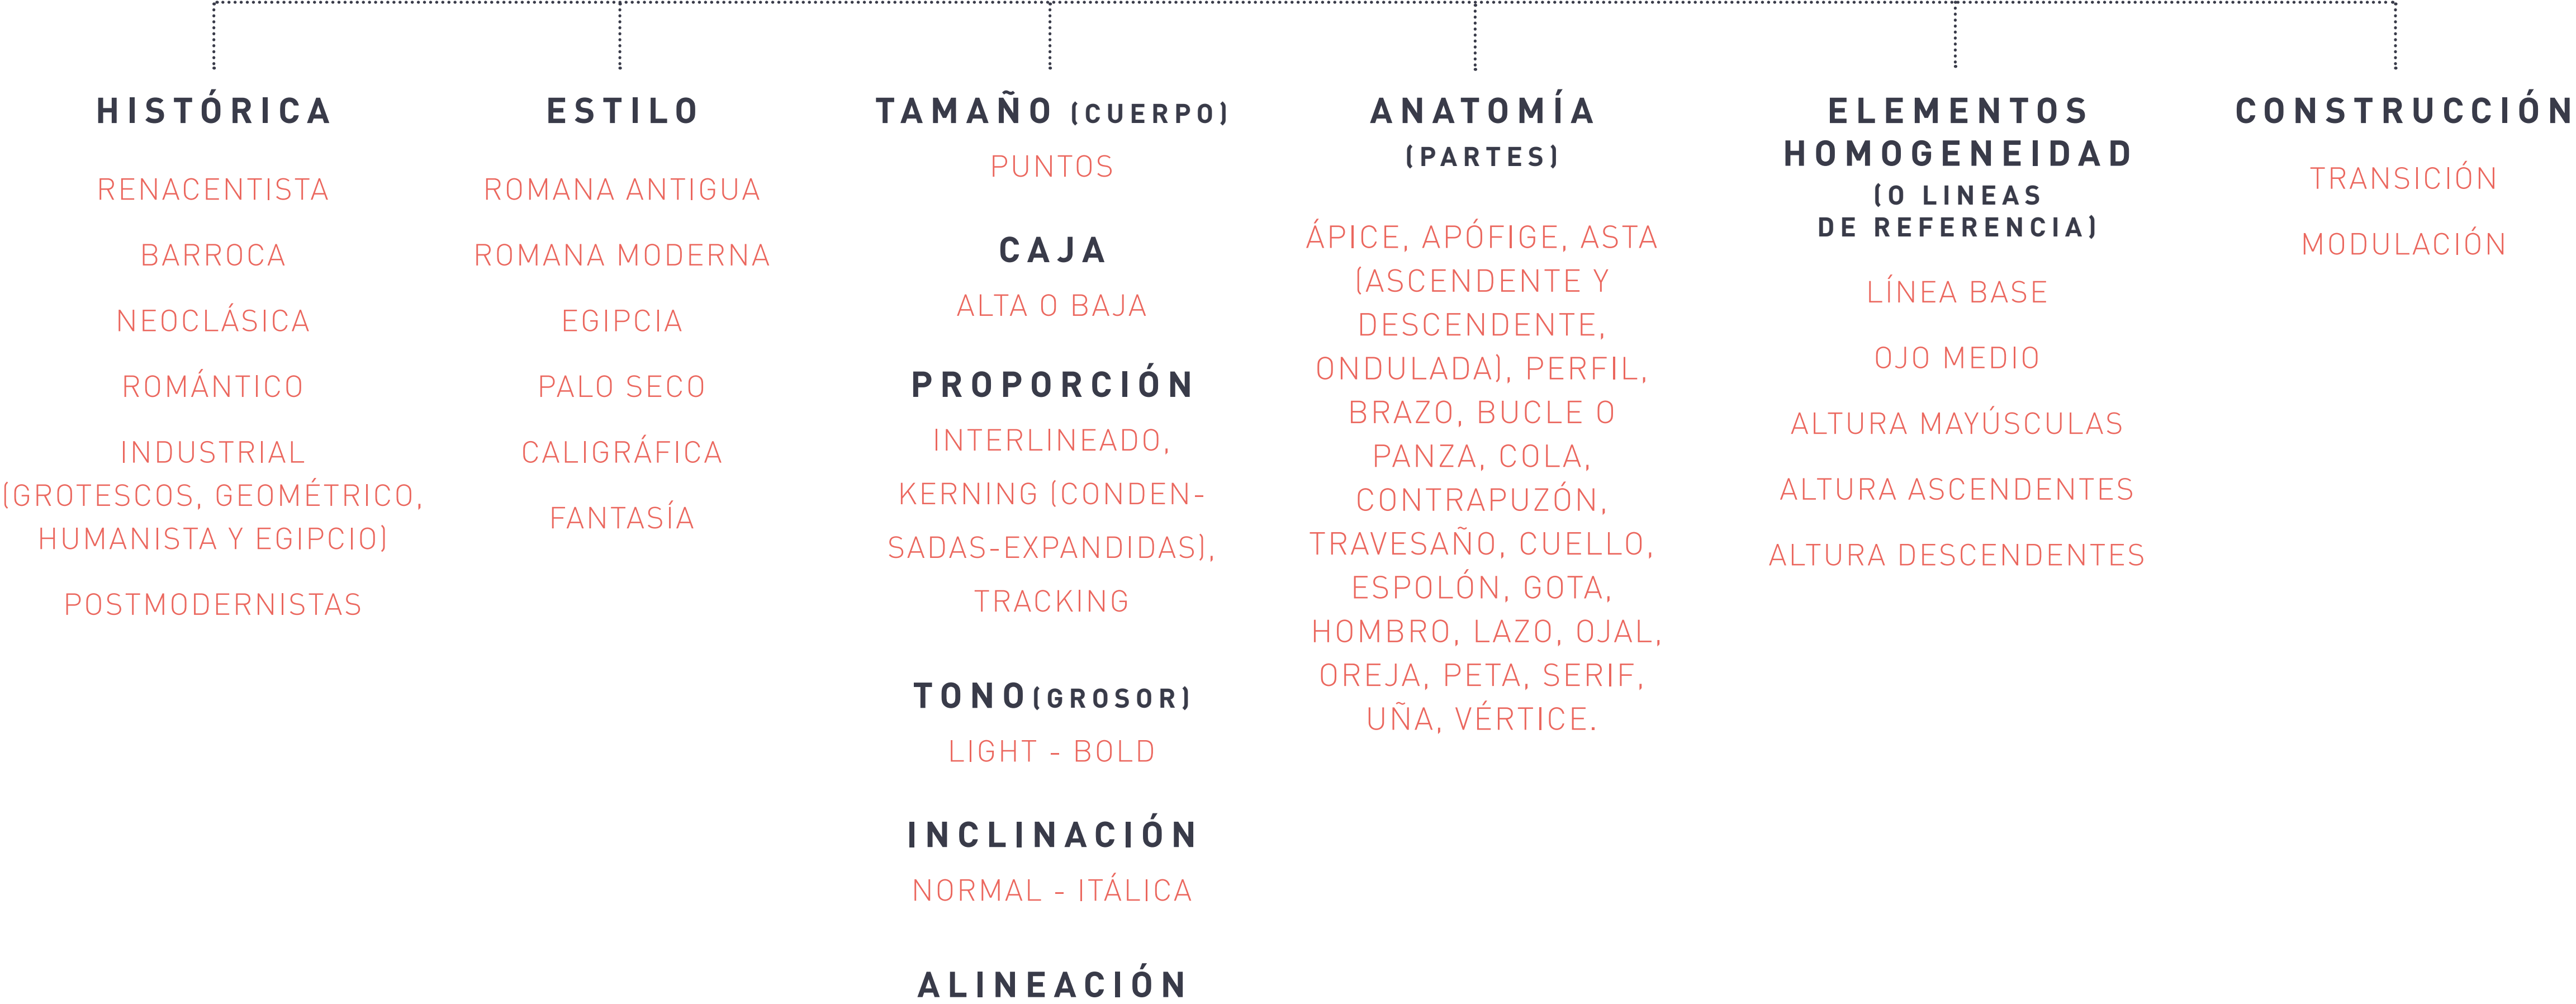 HISTÓRICA
RENACENTISTA
BARROCA
NEOCLÁSICA
ROMÁNTICO
INDUSTRIAL
(GROTESCOS, GEOMÉTRICO,
HUMANISTA Y EGIPCIO)
POSTMODERNISTAS
ESTILO
ROMANA ANTIGUA
ROMANA MODERNA
EGIPCIA
PALO SECO
CALIGRÁFICA
FANTASÍA
TAMAÑO (CUERPO)
PUNTOS
CAJA
ALTA O BAJA
PROPORCIÓN
INTERLINEADO,
KERNING (CONDEN-
SADAS-EXPANDIDAS),
TRACKING
TONO(GROSOR)
LIGHT - BOLD
INCLINACIÓN
NORMAL - ITÁLICA
ALINEACIÓN
ANATOMÍA
(PARTES)
ÁPICE, APÓFIGE, ASTA
(ASCENDENTE Y
DESCENDENTE,
ONDULADA), PERFIL,
BRAZO, BUCLE O
PANZA, COLA,
CONTRAPUZÓN,
TRAVESAÑO, CUELLO,
ESPOLÓN, GOTA,
HOMBRO, LAZO, OJAL,
OREJA, PETA, SERIF,
UÑA, VÉRTICE.
ELEMENTOS
HOMOGENEIDAD
(O LINEAS
DE REFERENCIA)
LÍNEA BASE
OJO MEDIO
ALTURA MAYÚSCULAS
ALTURA ASCENDENTES
ALTURA DESCENDENTES
CONSTRUCCIÓN
TRANSICIÓN
MODULACIÓN